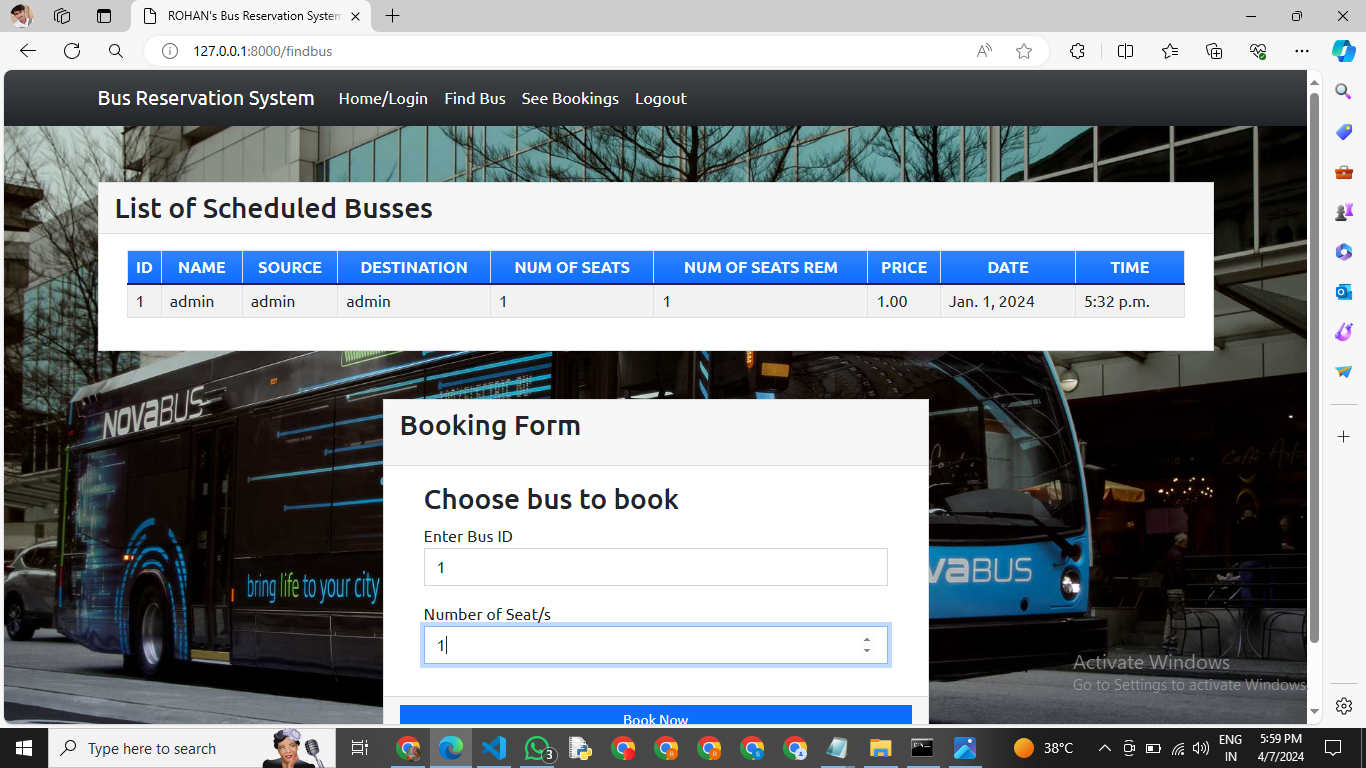 ROHAN's Bus Reservation System
127.0.0.1:8000/findbus
Bus Reservation System Home/Login Find Bus See Bookings Logout
List of Scheduled Busses
ID NAME SOURCE DESTINATION NUM OF SEATS NUM OF SEATS REM PRICE DATE TIME
1 admin admin admin 1 1 1.00 Jan. 1, 2024 5:32 p.m.
NOVABUS
Booking Form
Choose bus to book
Enter Bus ID
1
bring life to your city
VABUS
Number of Seat/s
1
Activate Windows
Go to Settings to activate Windows
Book Now
Type here to search
3
38°C
ENG
IN
5:59 PM
4/7/2024